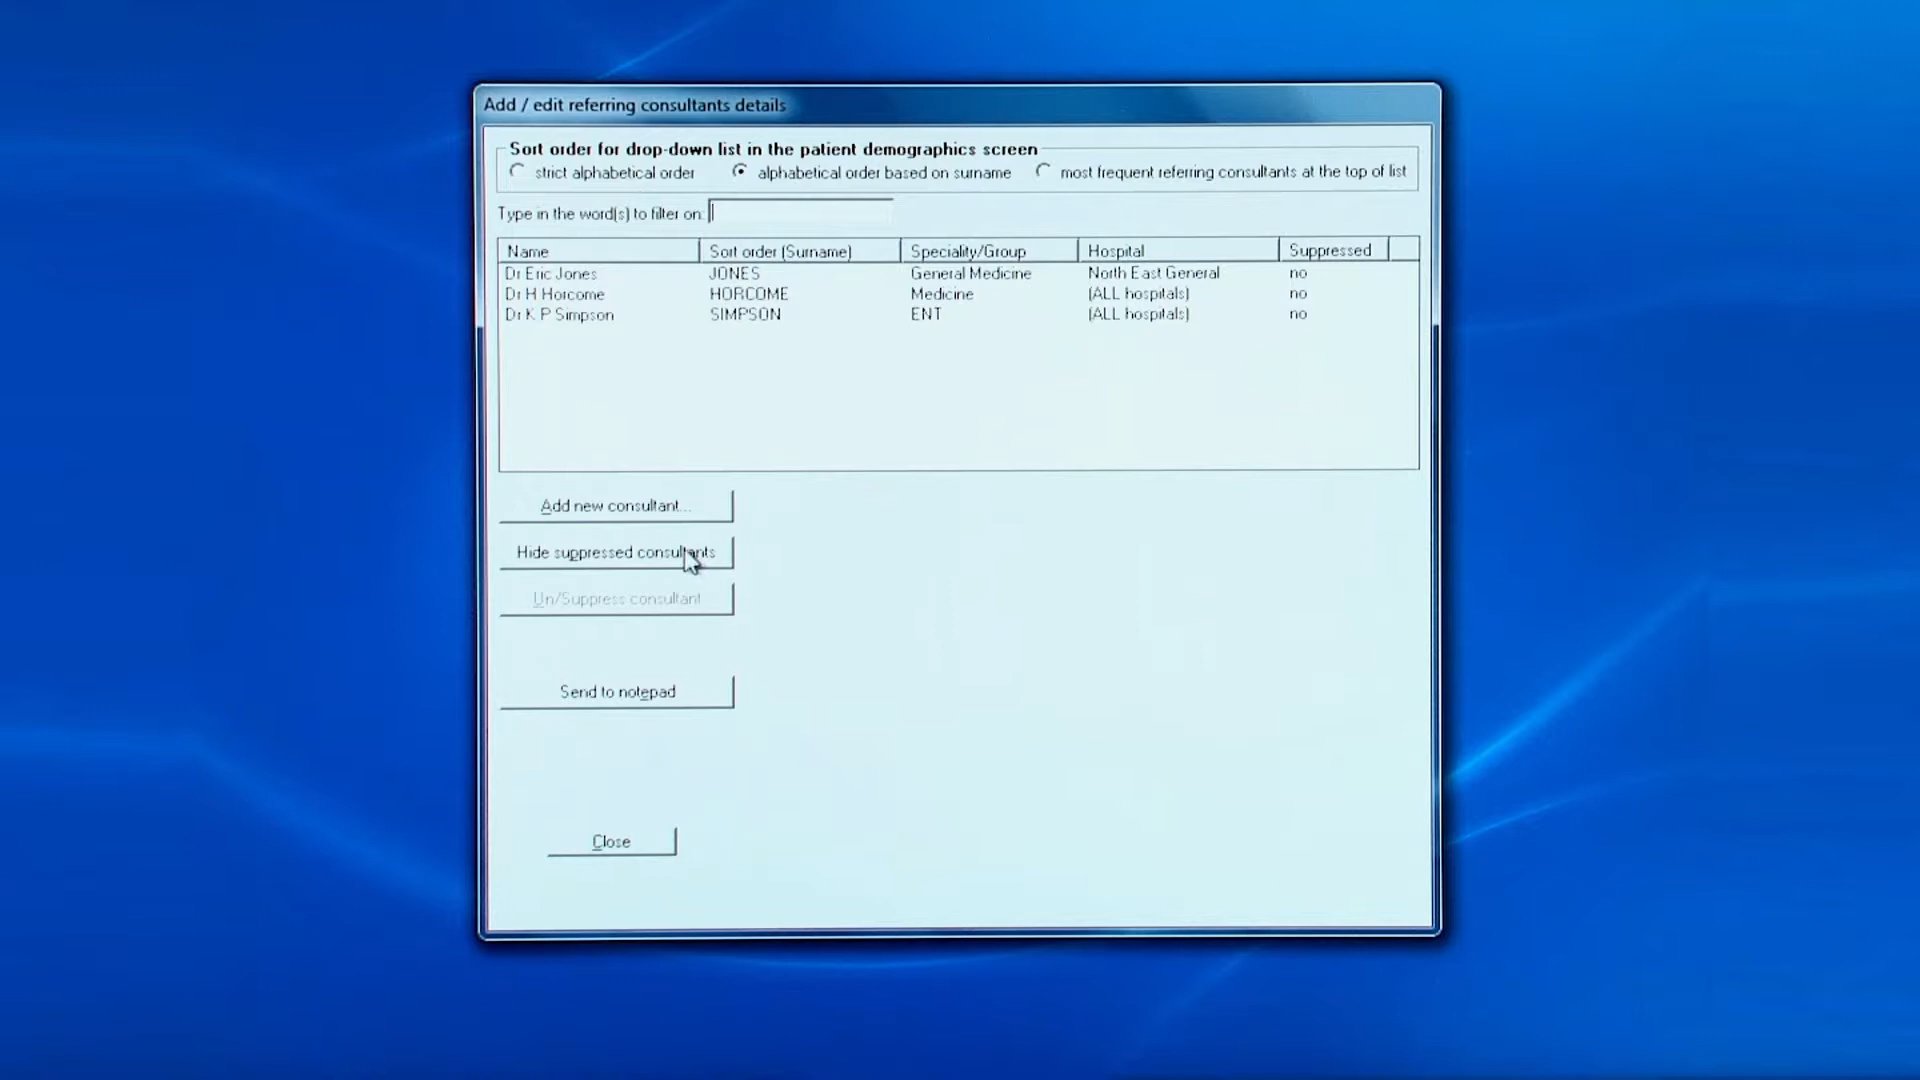 Add / edit referring consultants details
Sort order for drop-down list in the patient demographics screen
strict alphabetical order alphabetical order based on surname most frequent referring consultants at the top of list
Type in the word(s) to filter on:
Name Sort order (Surname) Speciality/Group Hospital Suppressed
Dr Eric Jones JONES General Medicine North East General no
Dr H Horcome HORCOME Medicine (ALL hospitals) no
Dr K P Simpson SIMPSON ENT (ALL hospitals) no
Add new consultant...
Hide suppressed consultants
Un/Suppress consultant
Send to notepad
Close